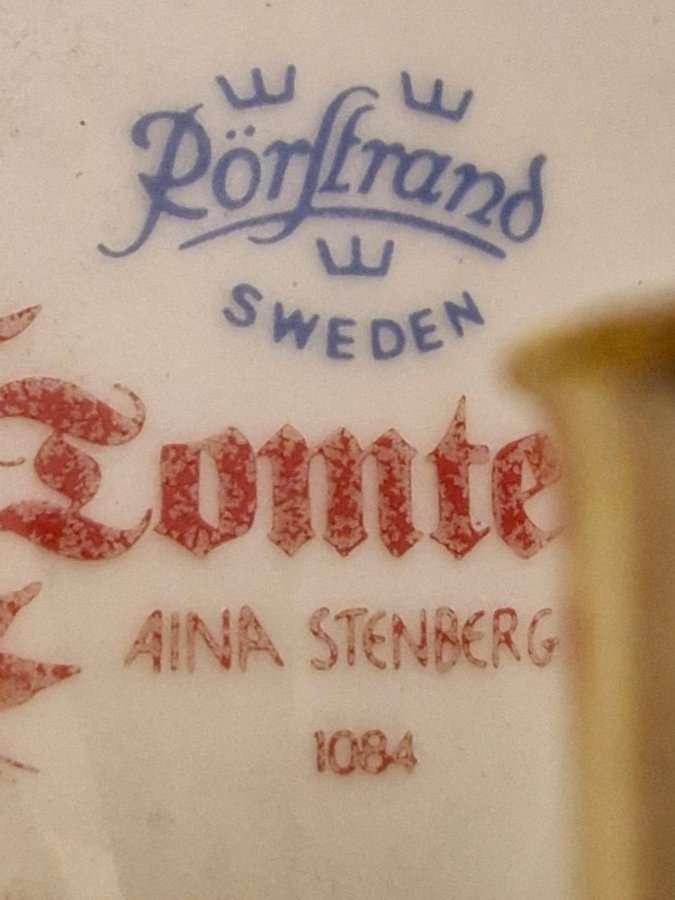 Rörstrand
SWEDEN
Tomte
AINA STENBERG
1084